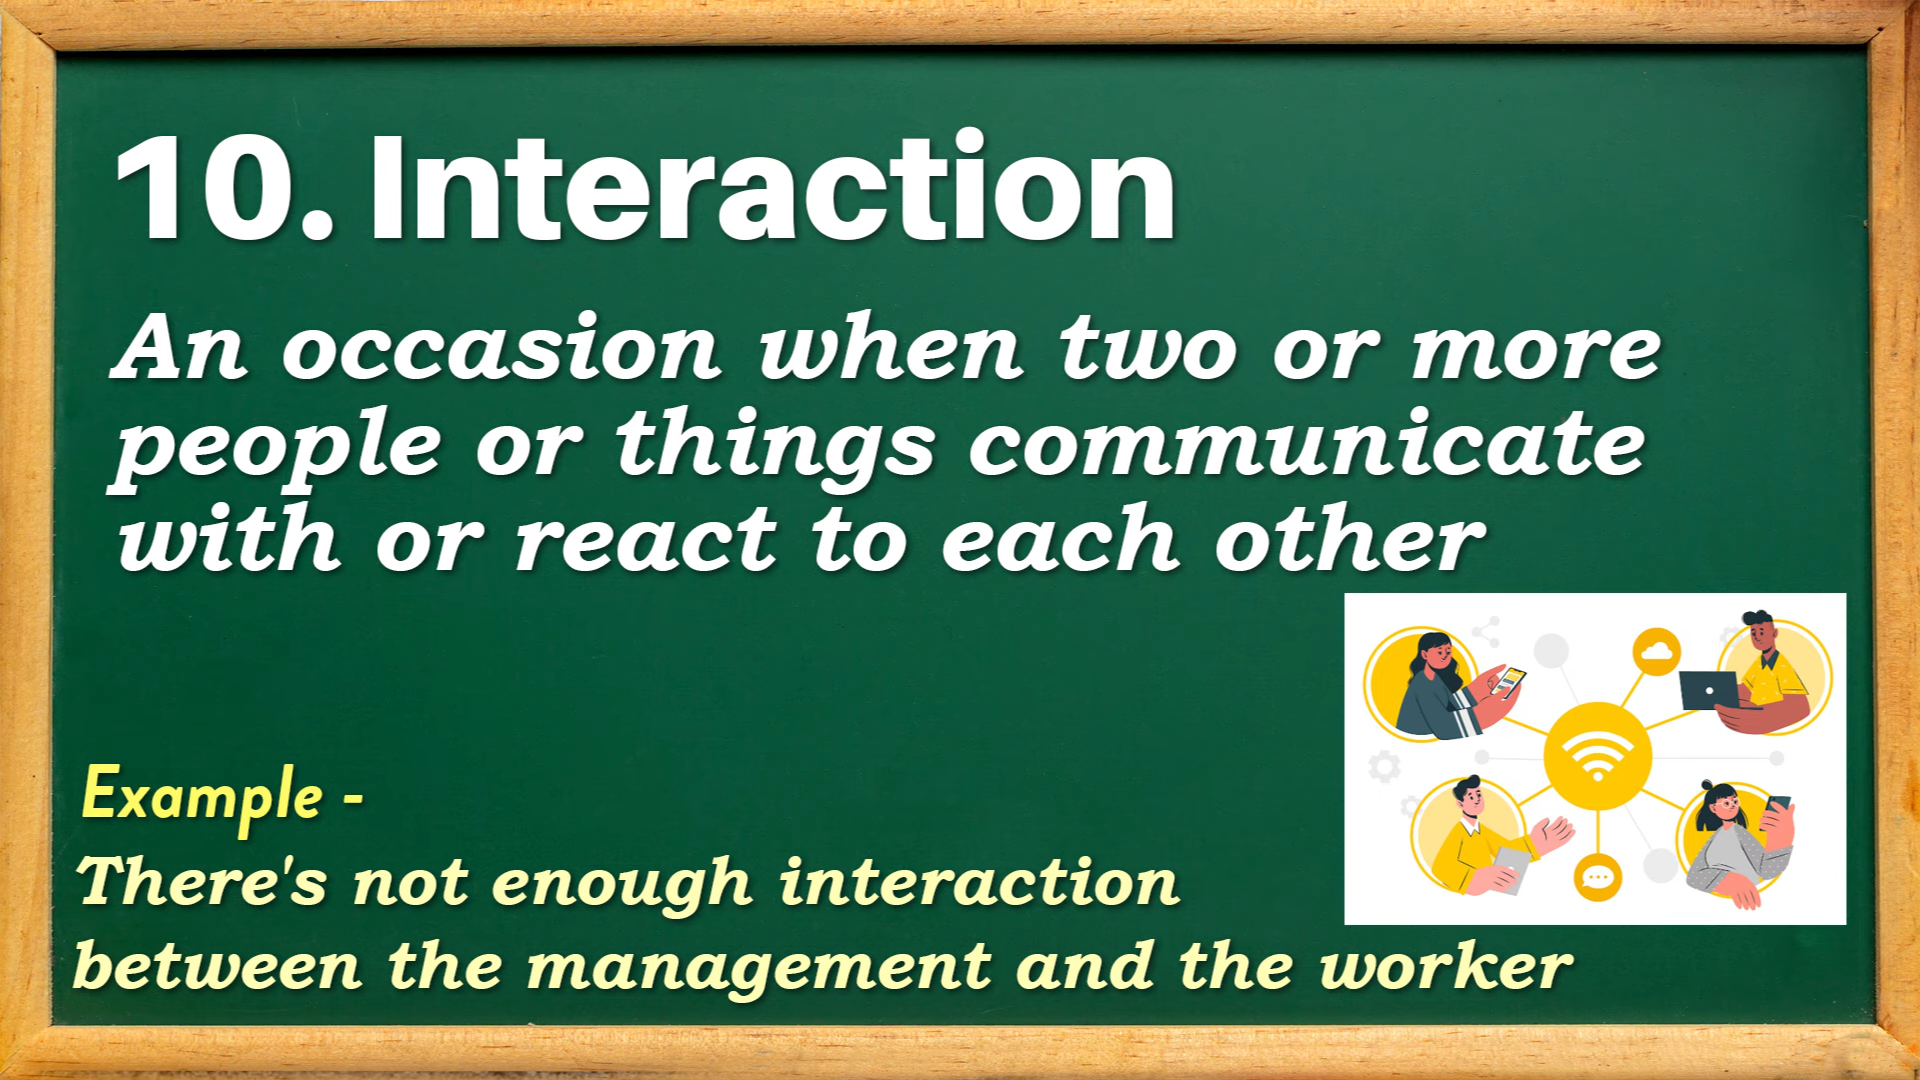 10. Interaction
An occasion when two or more
people or things communicate
with or react to each other
Example -
There's not enough interaction
between the management and the worker